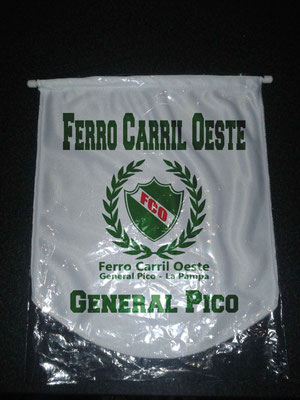 FERRO CARRIL OESTE
FCO
Ferro Carril Oeste
General Pico - La Pampa
GENERAL PICO